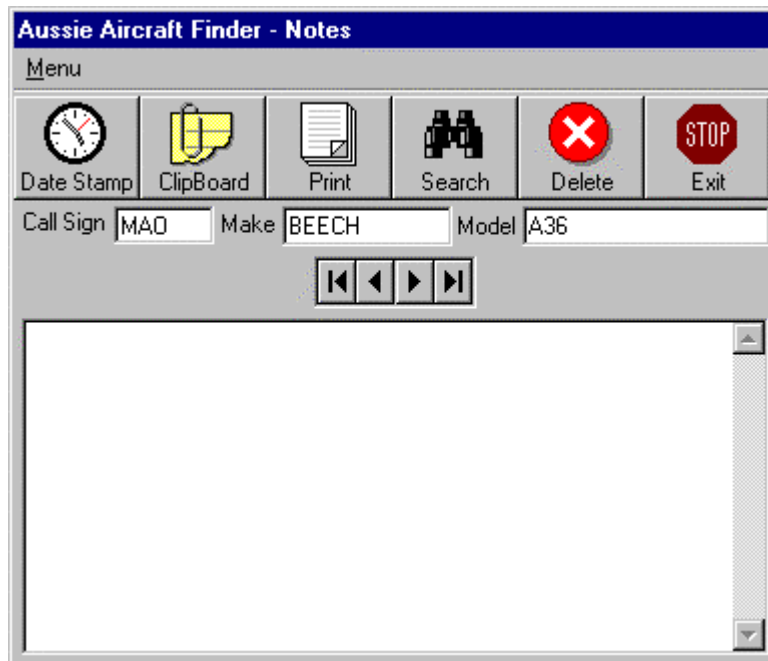 Aussie Aircraft Finder - Notes
Menu
STOP
Date Stamp ClipBoard Print Search Delete Exit
Call Sign MAO Make BEECH Model A36